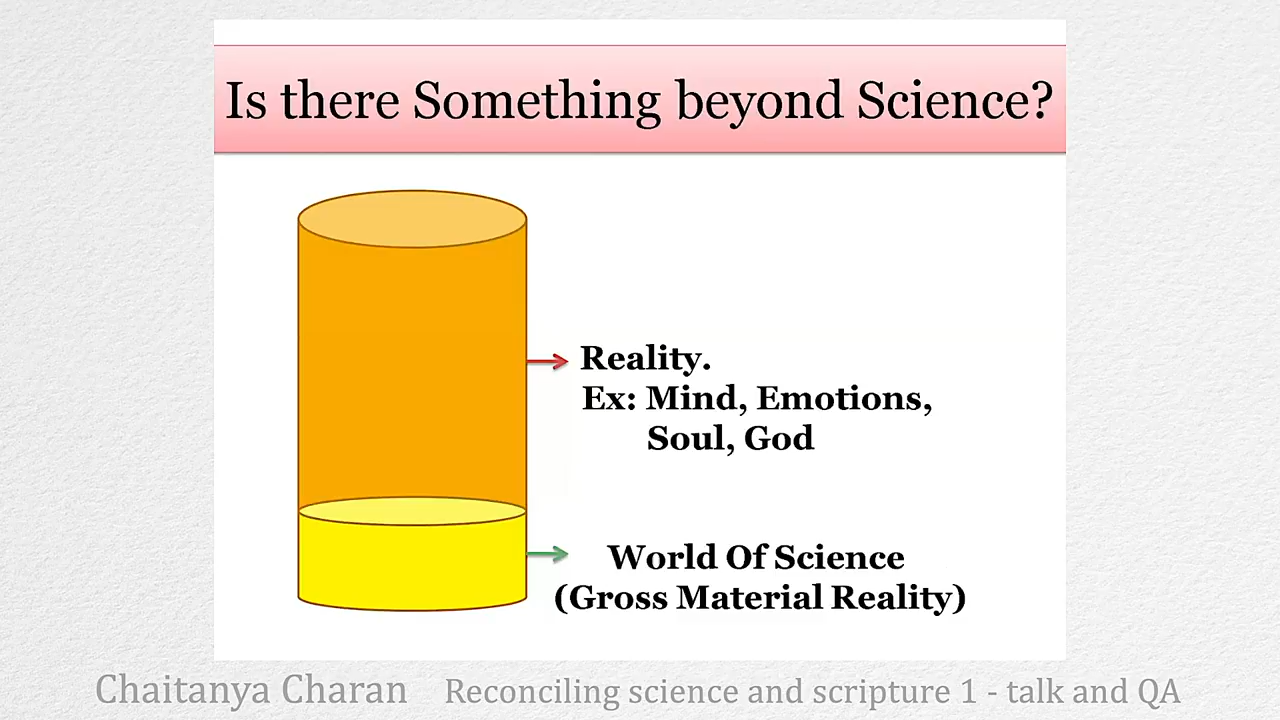 Is there Something beyond Science?
Reality.
Ex: Mind, Emotions,
Soul, God
World Of Science
(Gross Material Reality)
Chaitanya Charan Reconciling science and scripture 1 - talk and QA